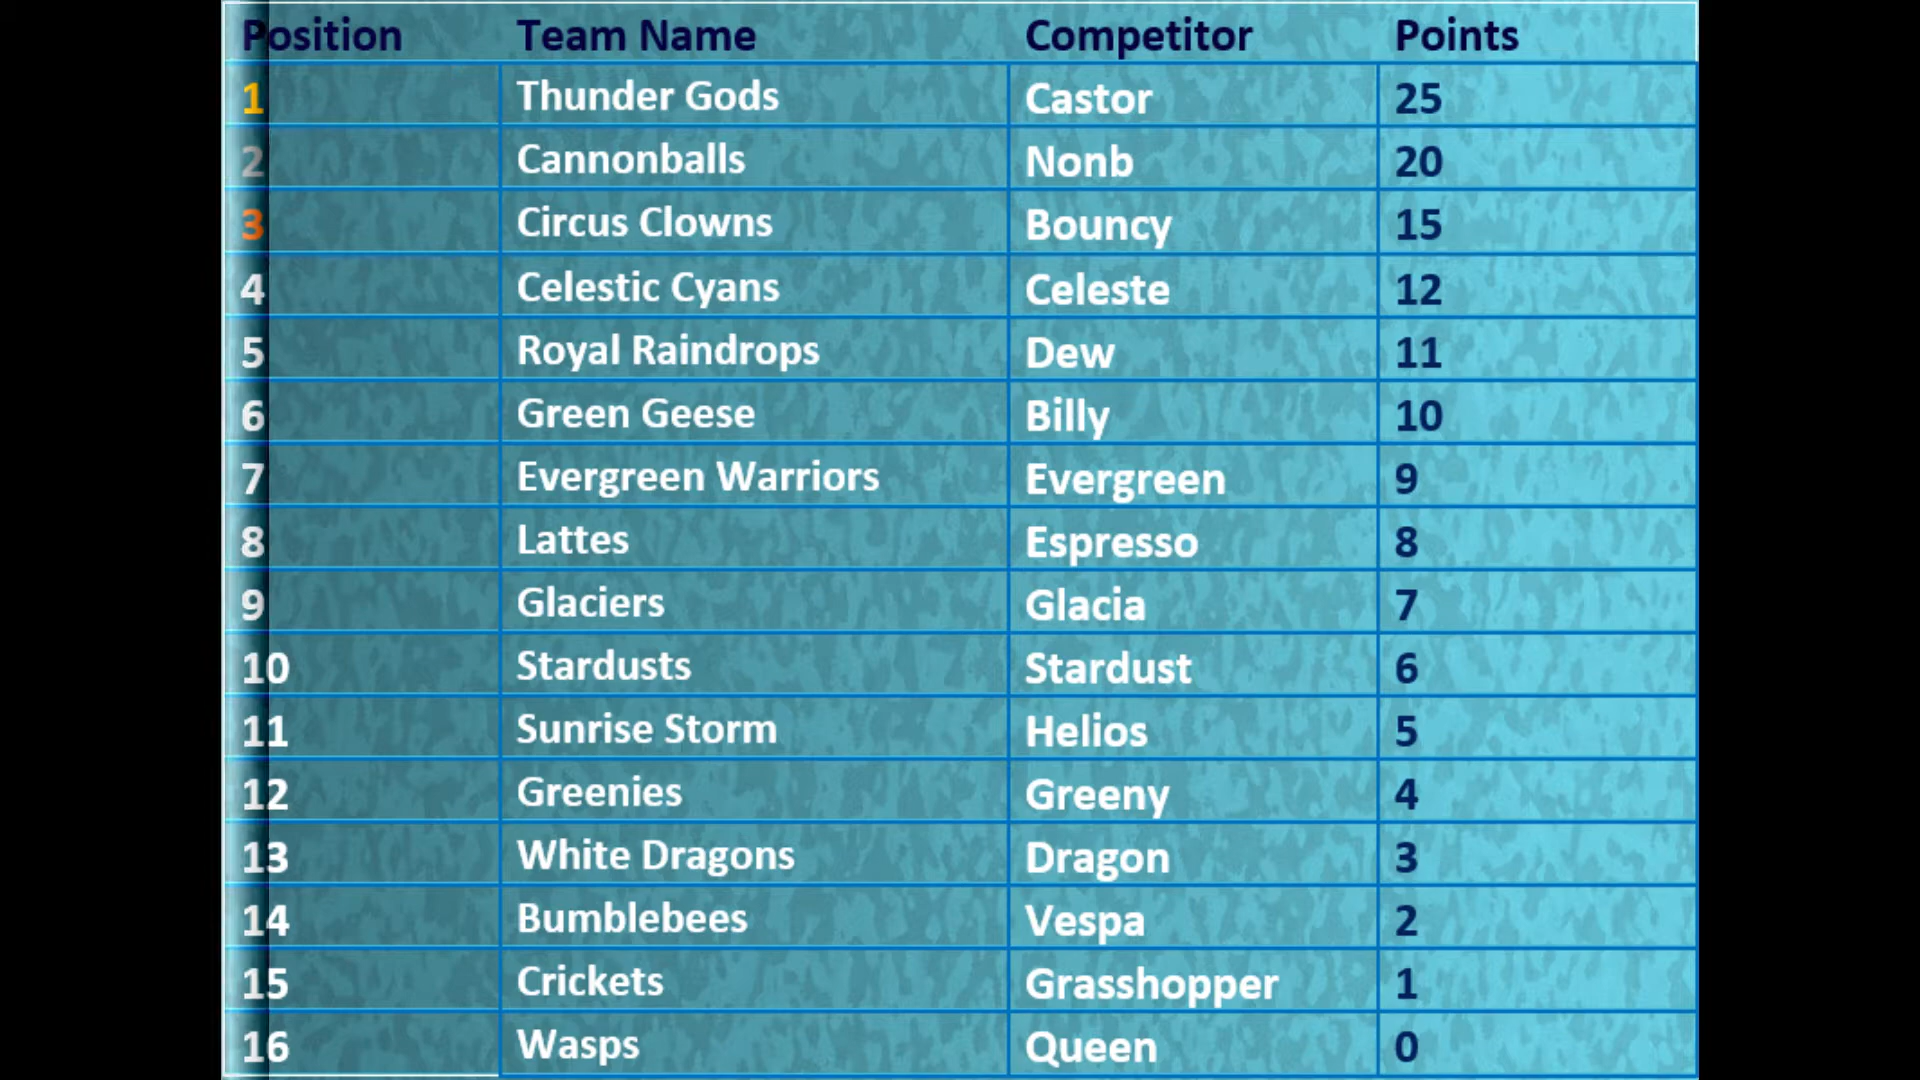 Position Team Name Competitor Points
1 Thunder Gods Castor 25
2 Cannonballs Nonb 20
3 Circus Clowns Bouncy 15
4 Celestic Cyans Celeste 12
5 Royal Raindrops Dew 11
6 Green Geese Billy 10
7 Evergreen Warriors Evergreen 9
8 Lattes Espresso 8
9 Glaciers Glacia 7
10 Stardusts Stardust 6
11 Sunrise Storm Helios 5
12 Greenies Greeny 4
13 White Dragons Dragon 3
14 Bumblebees Vespa 2
15 Crickets Grasshopper 1
16 Wasps Queen 0